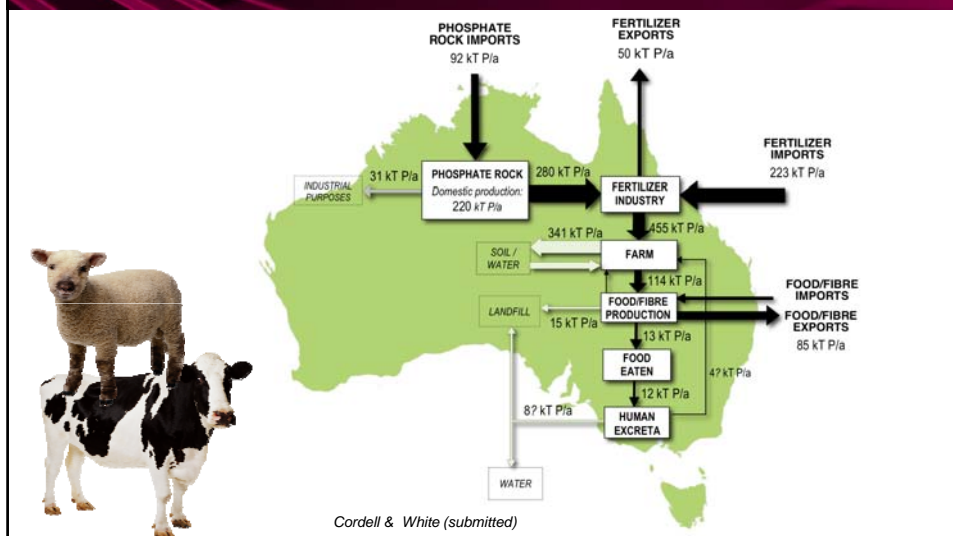 PHOSPHATE
ROCK IMPORTS
92 kT P/a
FERTILIZER
EXPORTS
50 kT P/a
FERTILIZER
IMPORTS
223 kT P/a
31 kT P/a
INDUSTRIAL
PURPOSES
PHOSPHATE ROCK
Domestic production:
220 kT P/a
280 kT P/a
FERTILIZER
INDUSTRY
455 kT P/a
341 kT P/a
SOIL /
WATER
FARM
114 kT P/a
FOOD/FIBRE
IMPORTS
FOOD/FIBRE
EXPORTS
85 kT P/a
LANDFILL
15 kT P/a
FOOD/FIBRE
PRODUCTION
13 kT P/a
FOOD
EATEN
4? kT P/a
12 kT P/a
8? kT P/a
HUMAN
EXCRETA
WATER
Cordell & White (submitted)